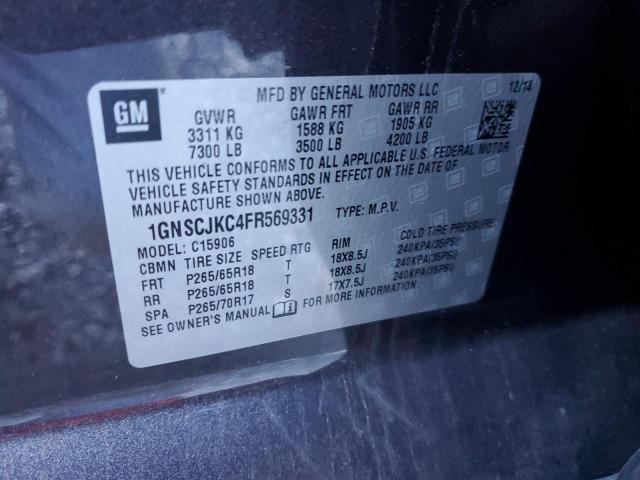 MFD BY GENERAL MOTORS LLC 12/14
GM
GVWR GAWR FRT GAWR RR
3311 KG 1588 KG 1905 KG
7300 LB 3500 LB 4200 LB
THIS VEHICLE CONFORMS TO ALL APPLICABLE U.S. FEDERAL MOTOR
VEHICLE SAFETY STANDARDS IN EFFECT ON THE DATE OF
MANUFACTURE SHOWN ABOVE.
1GNSCJKC4FR569331 TYPE: M.P.V.
MODEL: C15906
CBMN TIRE SIZE SPEED RTG RIM COLD TIRE PRESSURE
FRT P265/65R18 T 18X8.5J 240KPA(35PSI)
RR P265/65R18 T 18X8.5J 240KPA(35PSI)
SPA P265/70R17 S 17X7.5J 240KPA(35PSI)
SEE OWNER'S MANUAL FOR MORE INFORMATION.